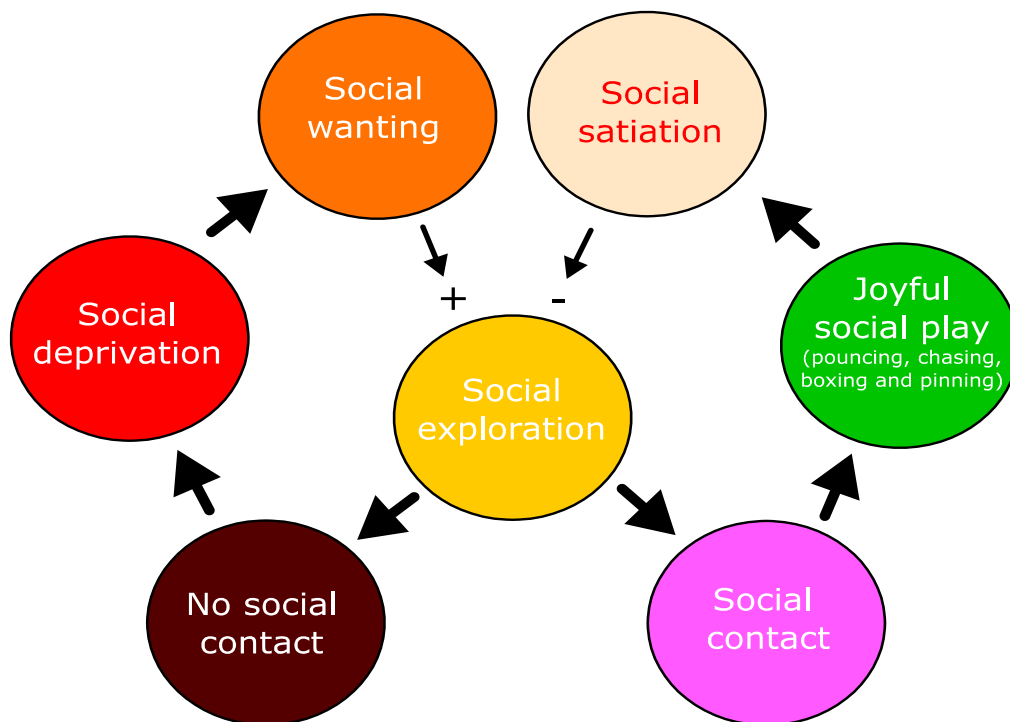 Social
wanting
Social
satiation
Social
deprivation
+
-
Joyful
social play
(pouncing, chasing,
boxing and pinning)
Social
exploration
No social
contact
Social
contact